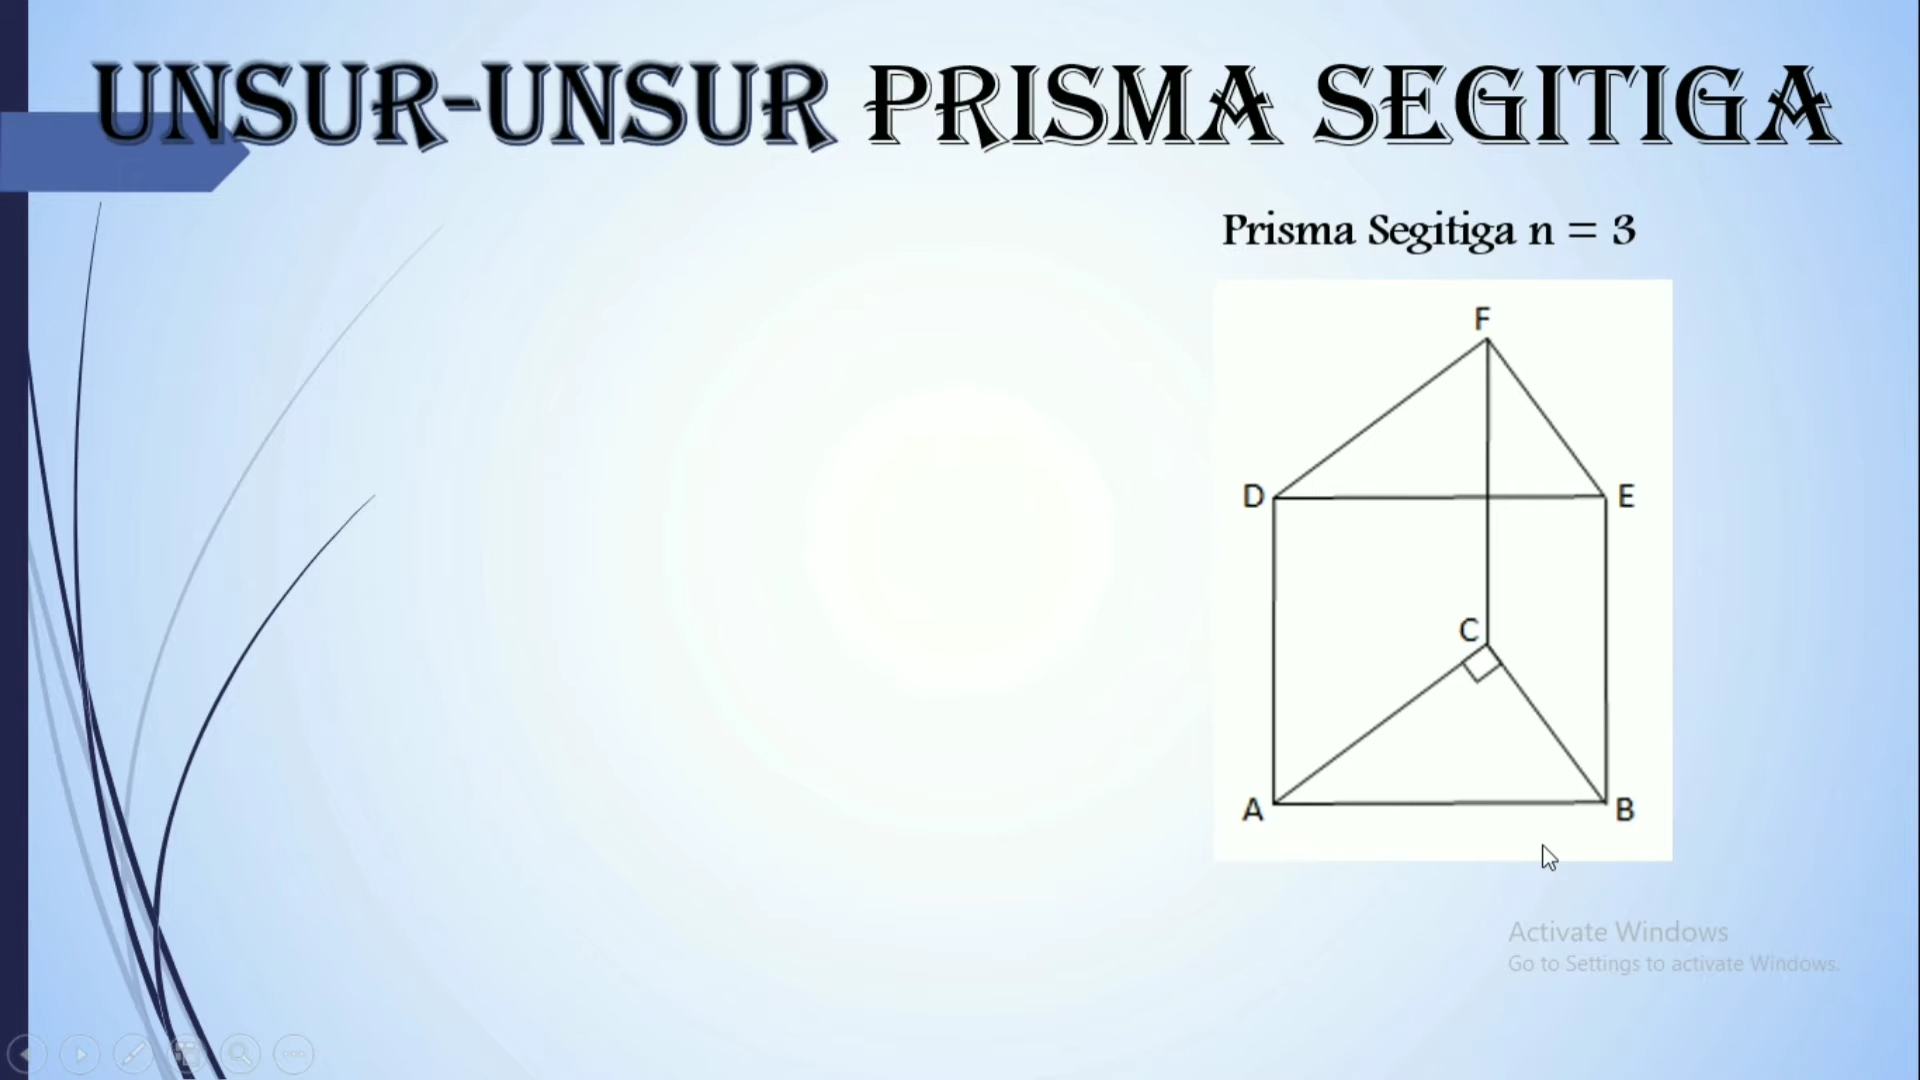 UNSUR-UNSUR PRISMA SEGITIGA
Prisma Segitiga n = 3
F
D
E
C
A
B
Activate Windows
Go to Settings to activate Windows.